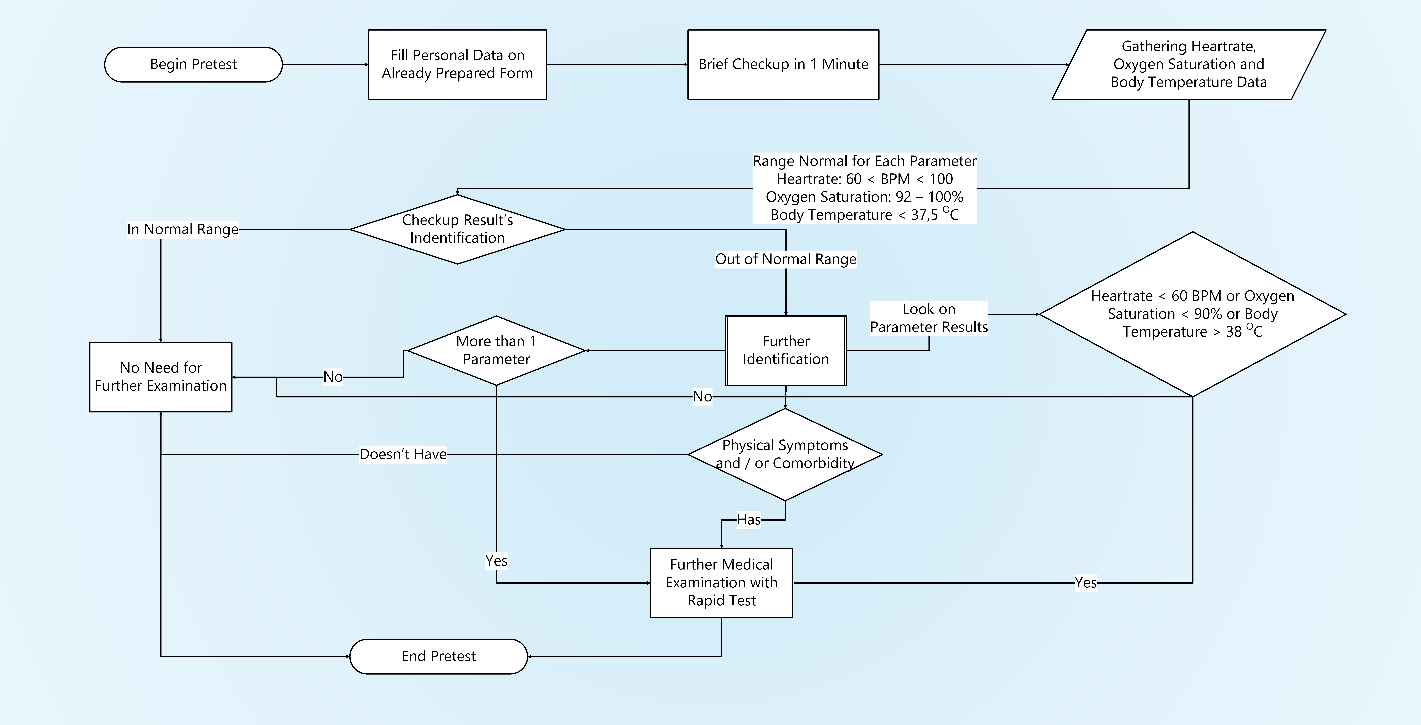 Begin Pretest
Fill Personal Data on
Already Prepared Form
Brief Checkup in 1 Minute
Gathering Heartrate,
Oxygen Saturation and
Body Temperature Data
Range Normal for Each Parameter
Heartrate: 60 < BPM < 100
Oxygen Saturation: 92 – 100%
Body Temperature < 37,5 ⁰C
Checkup Result's
Indentification
In Normal Range
Out of Normal Range
Look on
Parameter Results
Heartrate < 60 BPM or Oxygen
Saturation < 90% or Body
Temperature > 38 ⁰C
Further
Identification
More than 1
Parameter
No Need for
Further Examination
No
No
Physical Symptoms
and / or Comorbidity
Doesn't Have
Has
Yes
Further Medical
Examination with
Rapid Test
Yes
End Pretest